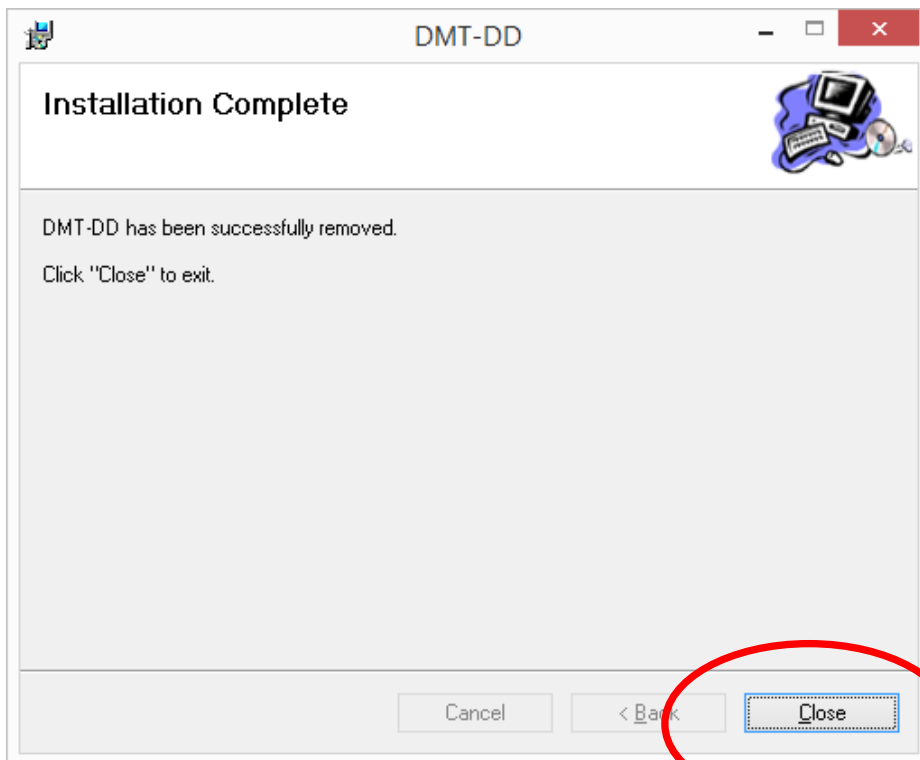 DMT-DD
Installation Complete
DMT-DD has been successfully removed.
Click "Close" to exit.
Cancel
< Back
Close